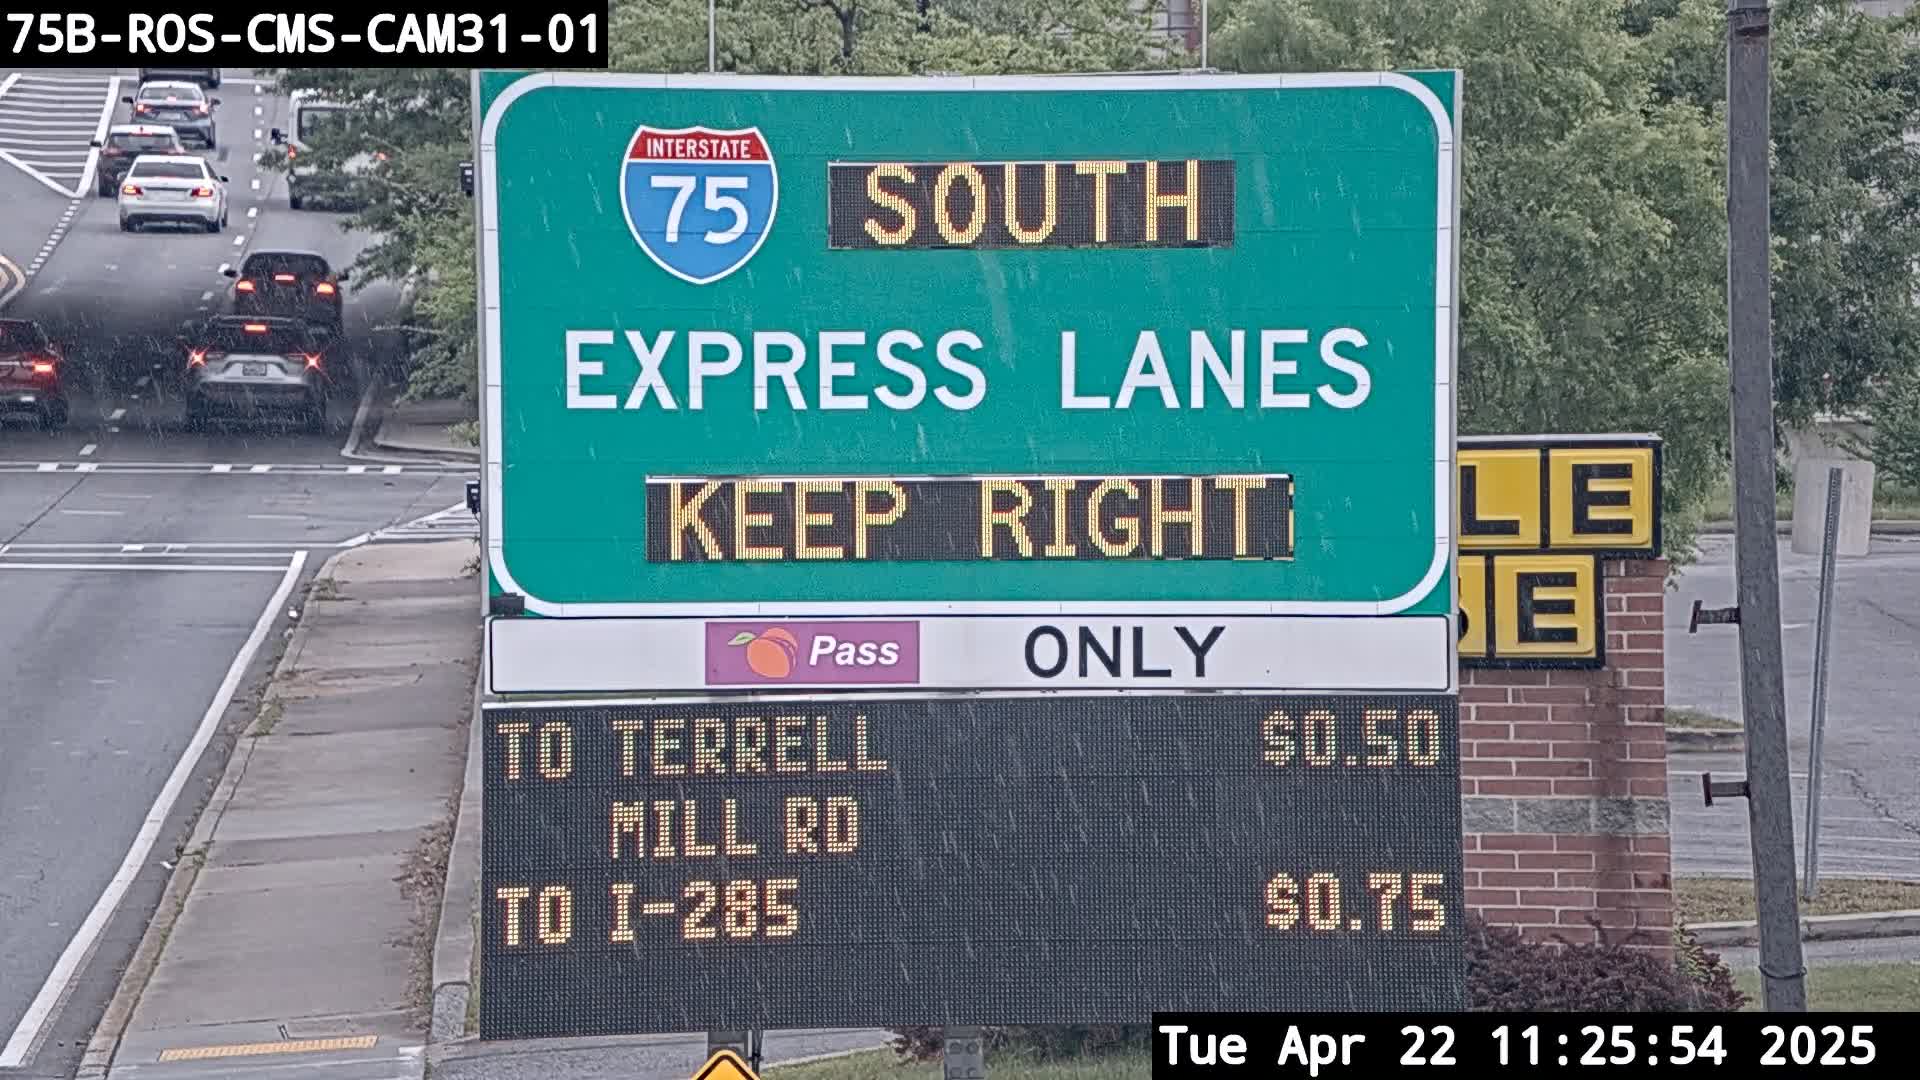 75B-ROS-CMS-CAM31-01
INTERSTATE
75
SOUTH
EXPRESS LANES
KEEP RIGHT
Pass ONLY
TO TERRELL $0.50
MILL RD
TO I-285 $0.75
LE
E
Tue Apr 22 11:25:54 2025